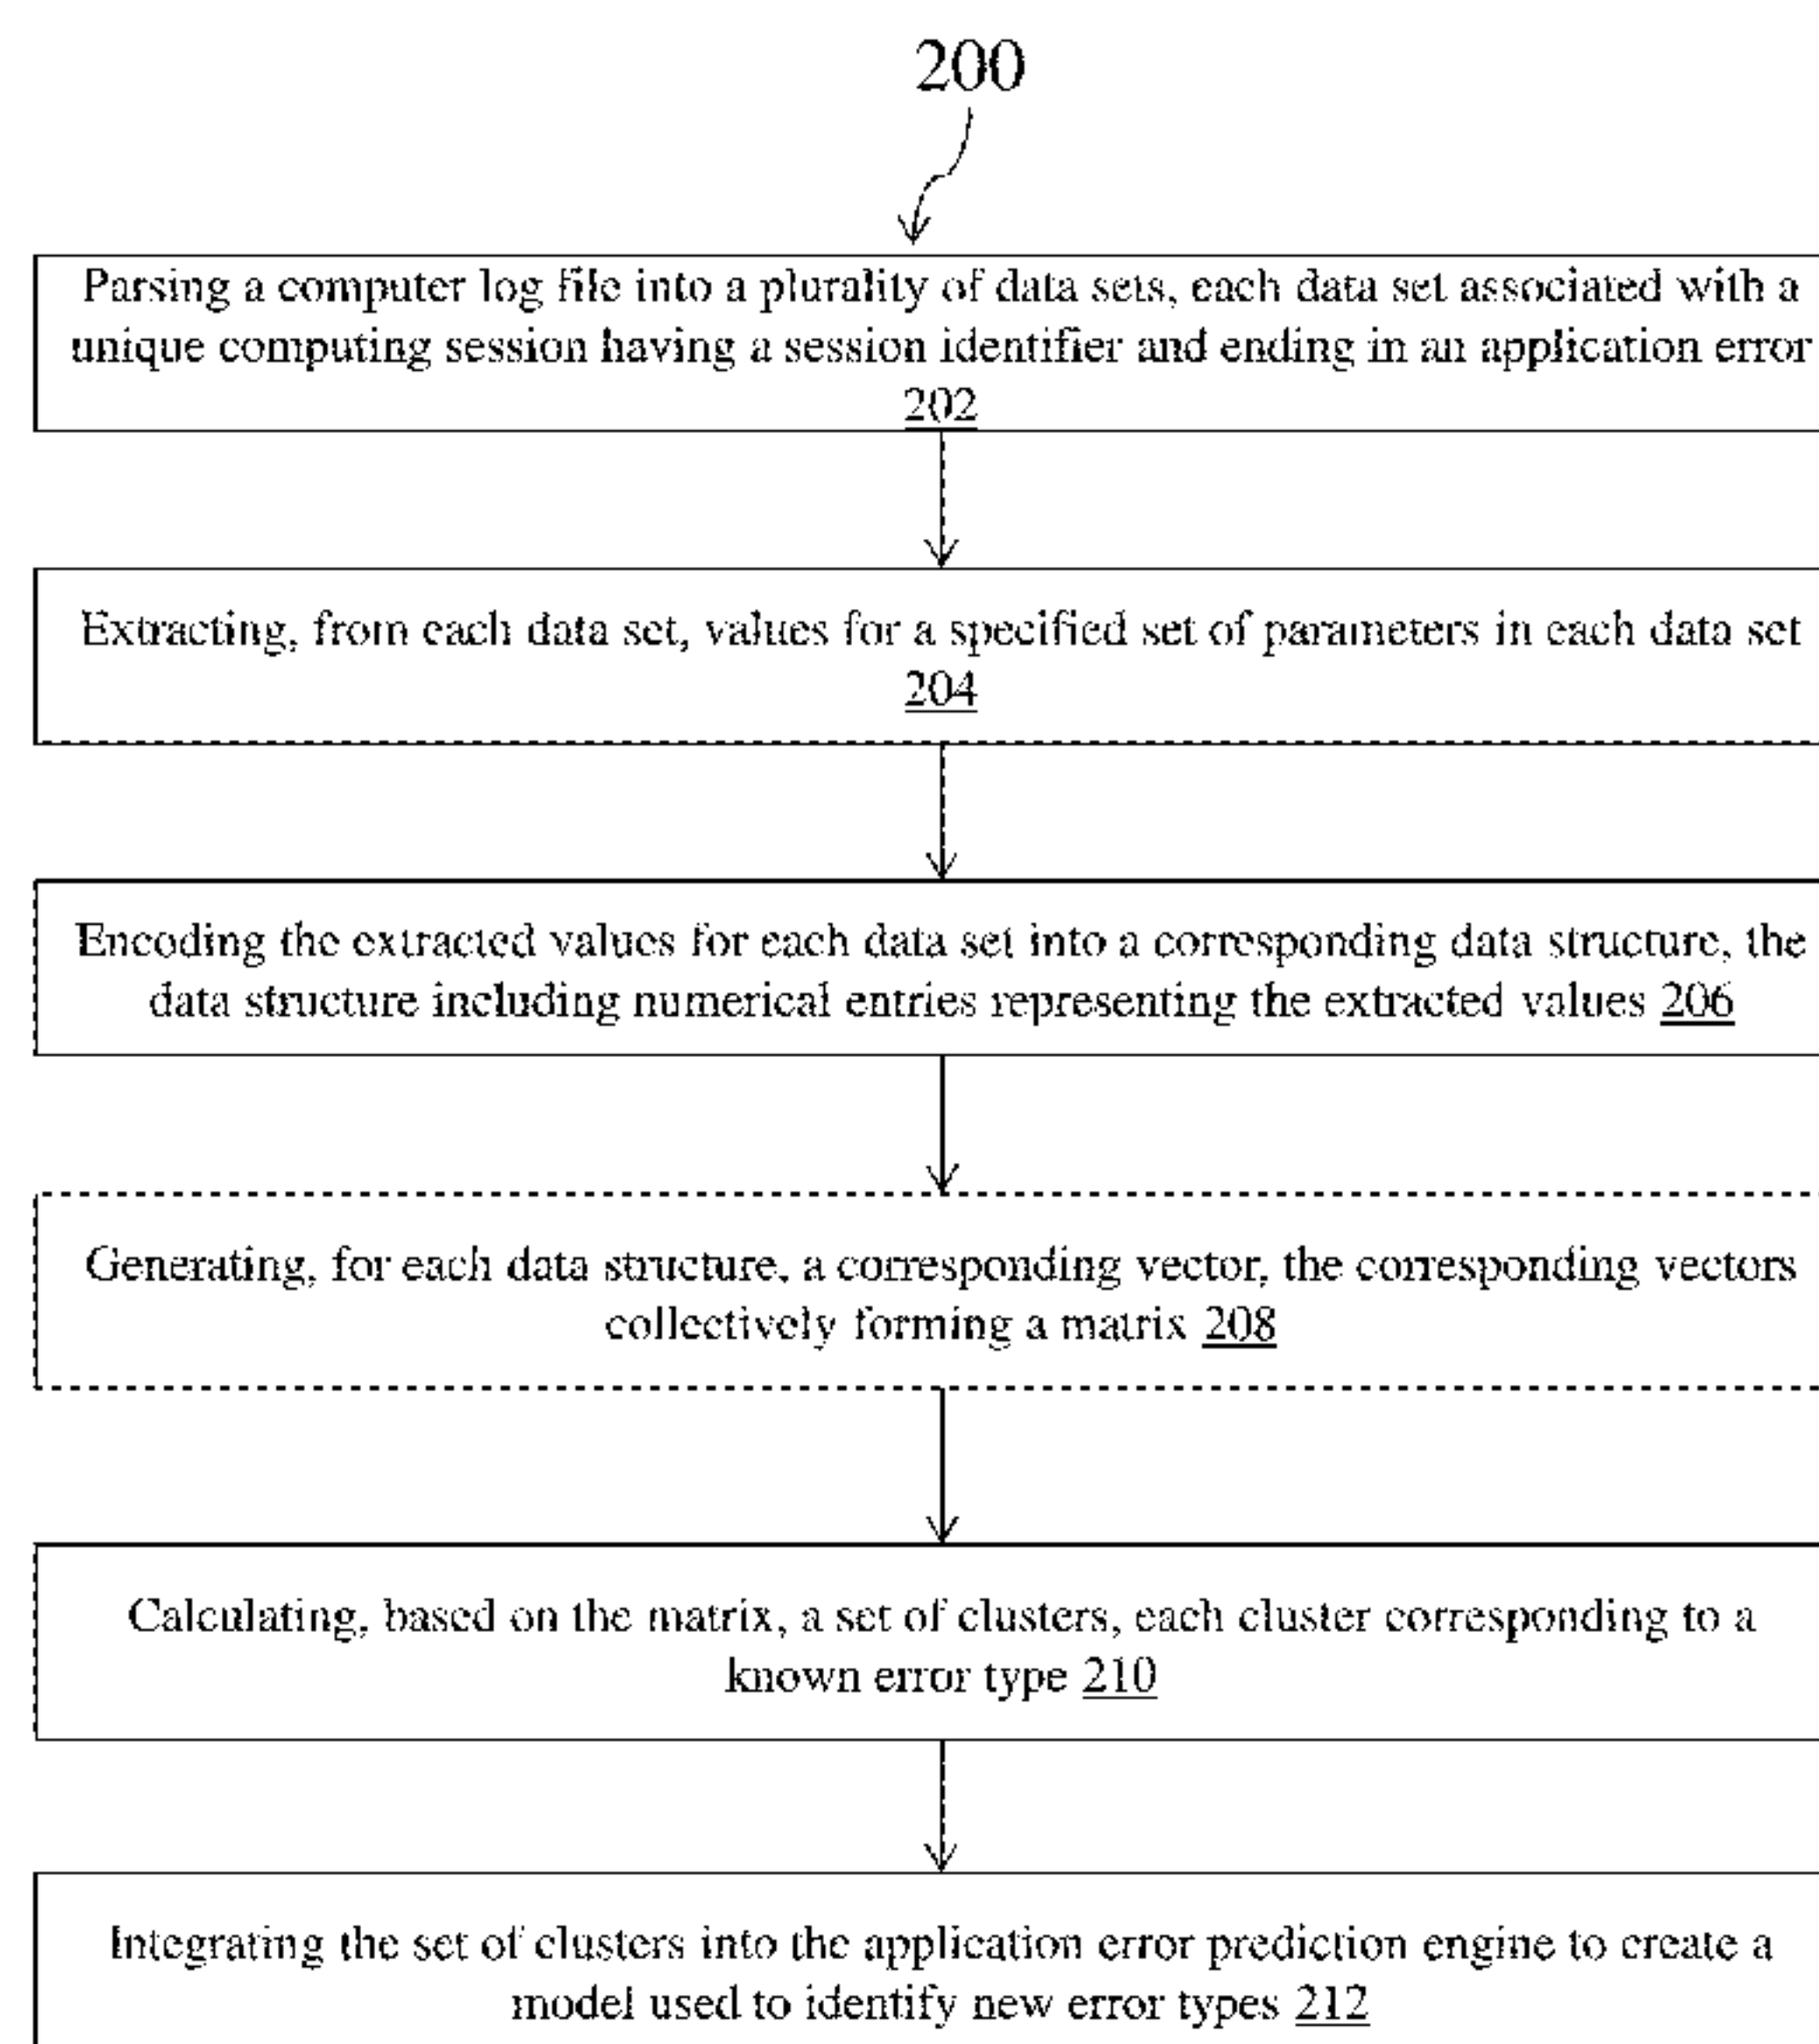 200
Parsing a computer log file into a plurality of data sets, each data set associated with a
unique computing session having a session identifier and ending in an application error
202
Extracting, from each data set, values for a specified set of parameters in each data set
204
Encoding the extracted values for each data set into a corresponding data structure, the
data structure including numerical entries representing the extracted values 206
Generating, for each data structure, a corresponding vector, the corresponding vectors
collectively forming a matrix 208
Calculating, based on the matrix, a set of clusters, each cluster corresponding to a
known error type 210
Integrating the set of clusters into the application error prediction engine to create a
model used to identify new error types 212